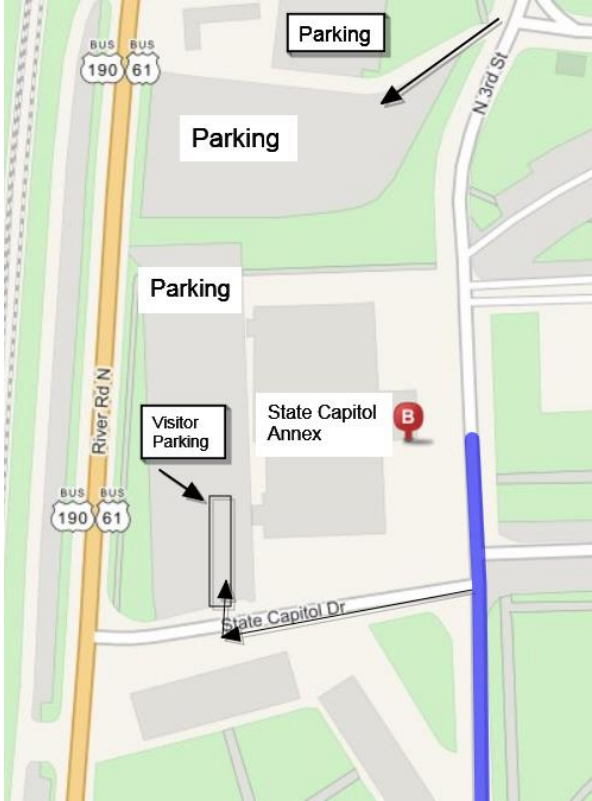 Parking
BUS
190 61
N 3rd St
Parking
Parking
River Rd N
Visitor
Parking
State Capitol
Annex
B
BUS BUS
190 61
State Capitol Dr